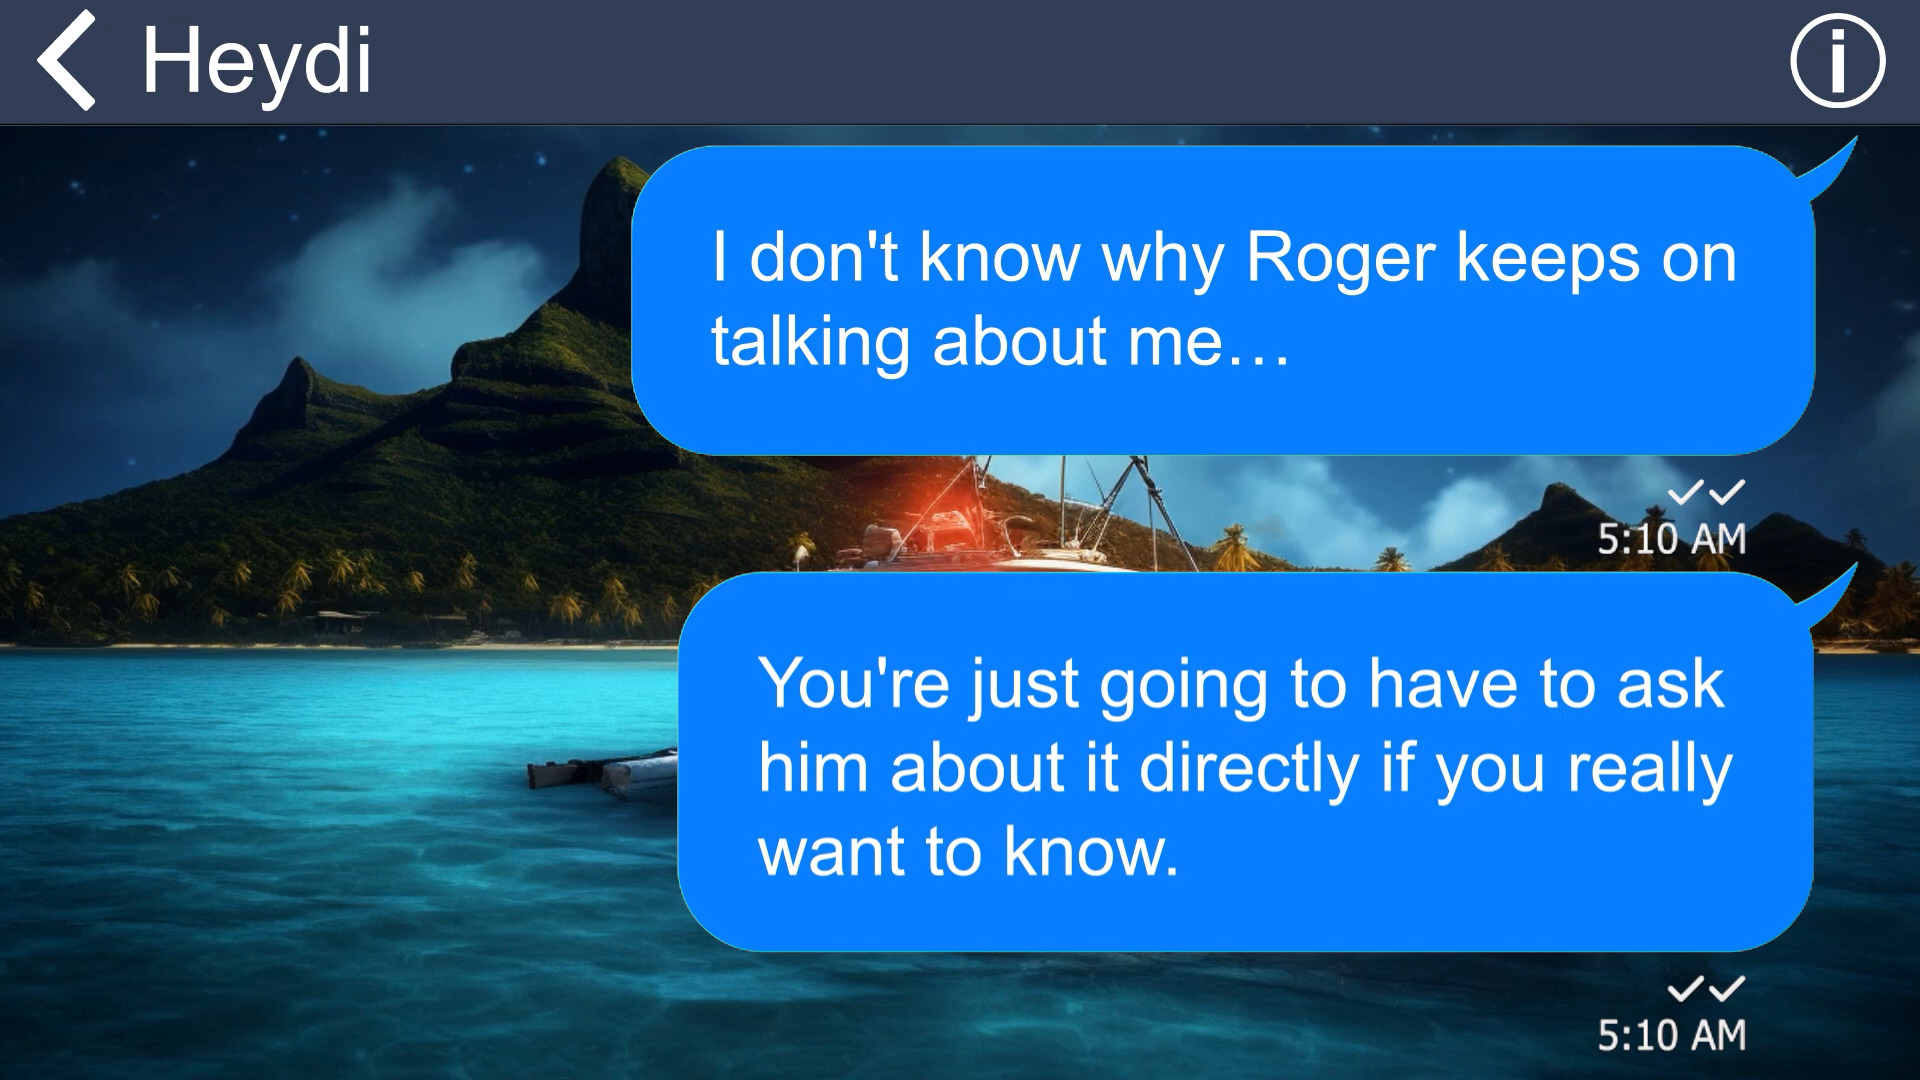 Heydi
I don't know why Roger keeps on
talking about me…
5:10 AM
You're just going to have to ask
him about it directly if you really
want to know.
5:10 AM